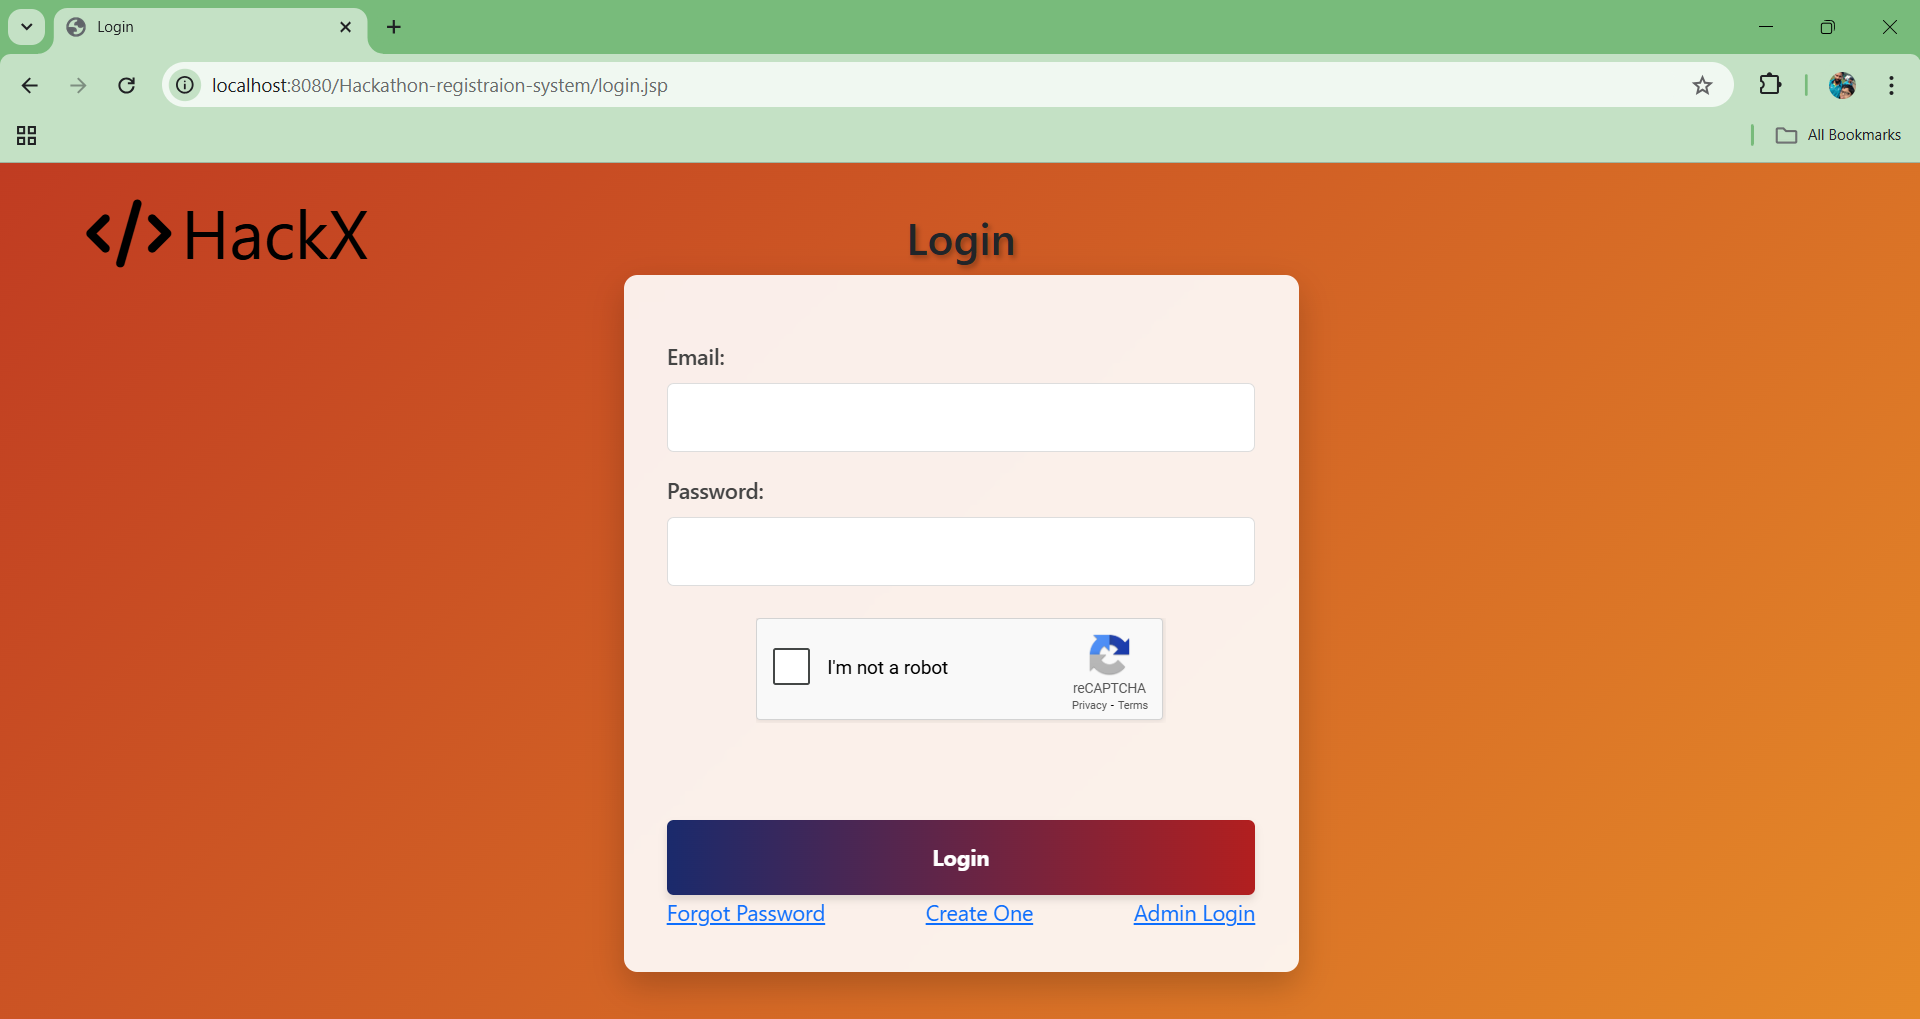 Login
localhost:8080/Hackathon-registraion-system/login.jsp
All Bookmarks
</> HackX
Login
Email:
Password:
I'm not a robot
reCAPTCHA
Privacy - Terms
Login
Forgot Password Create One Admin Login